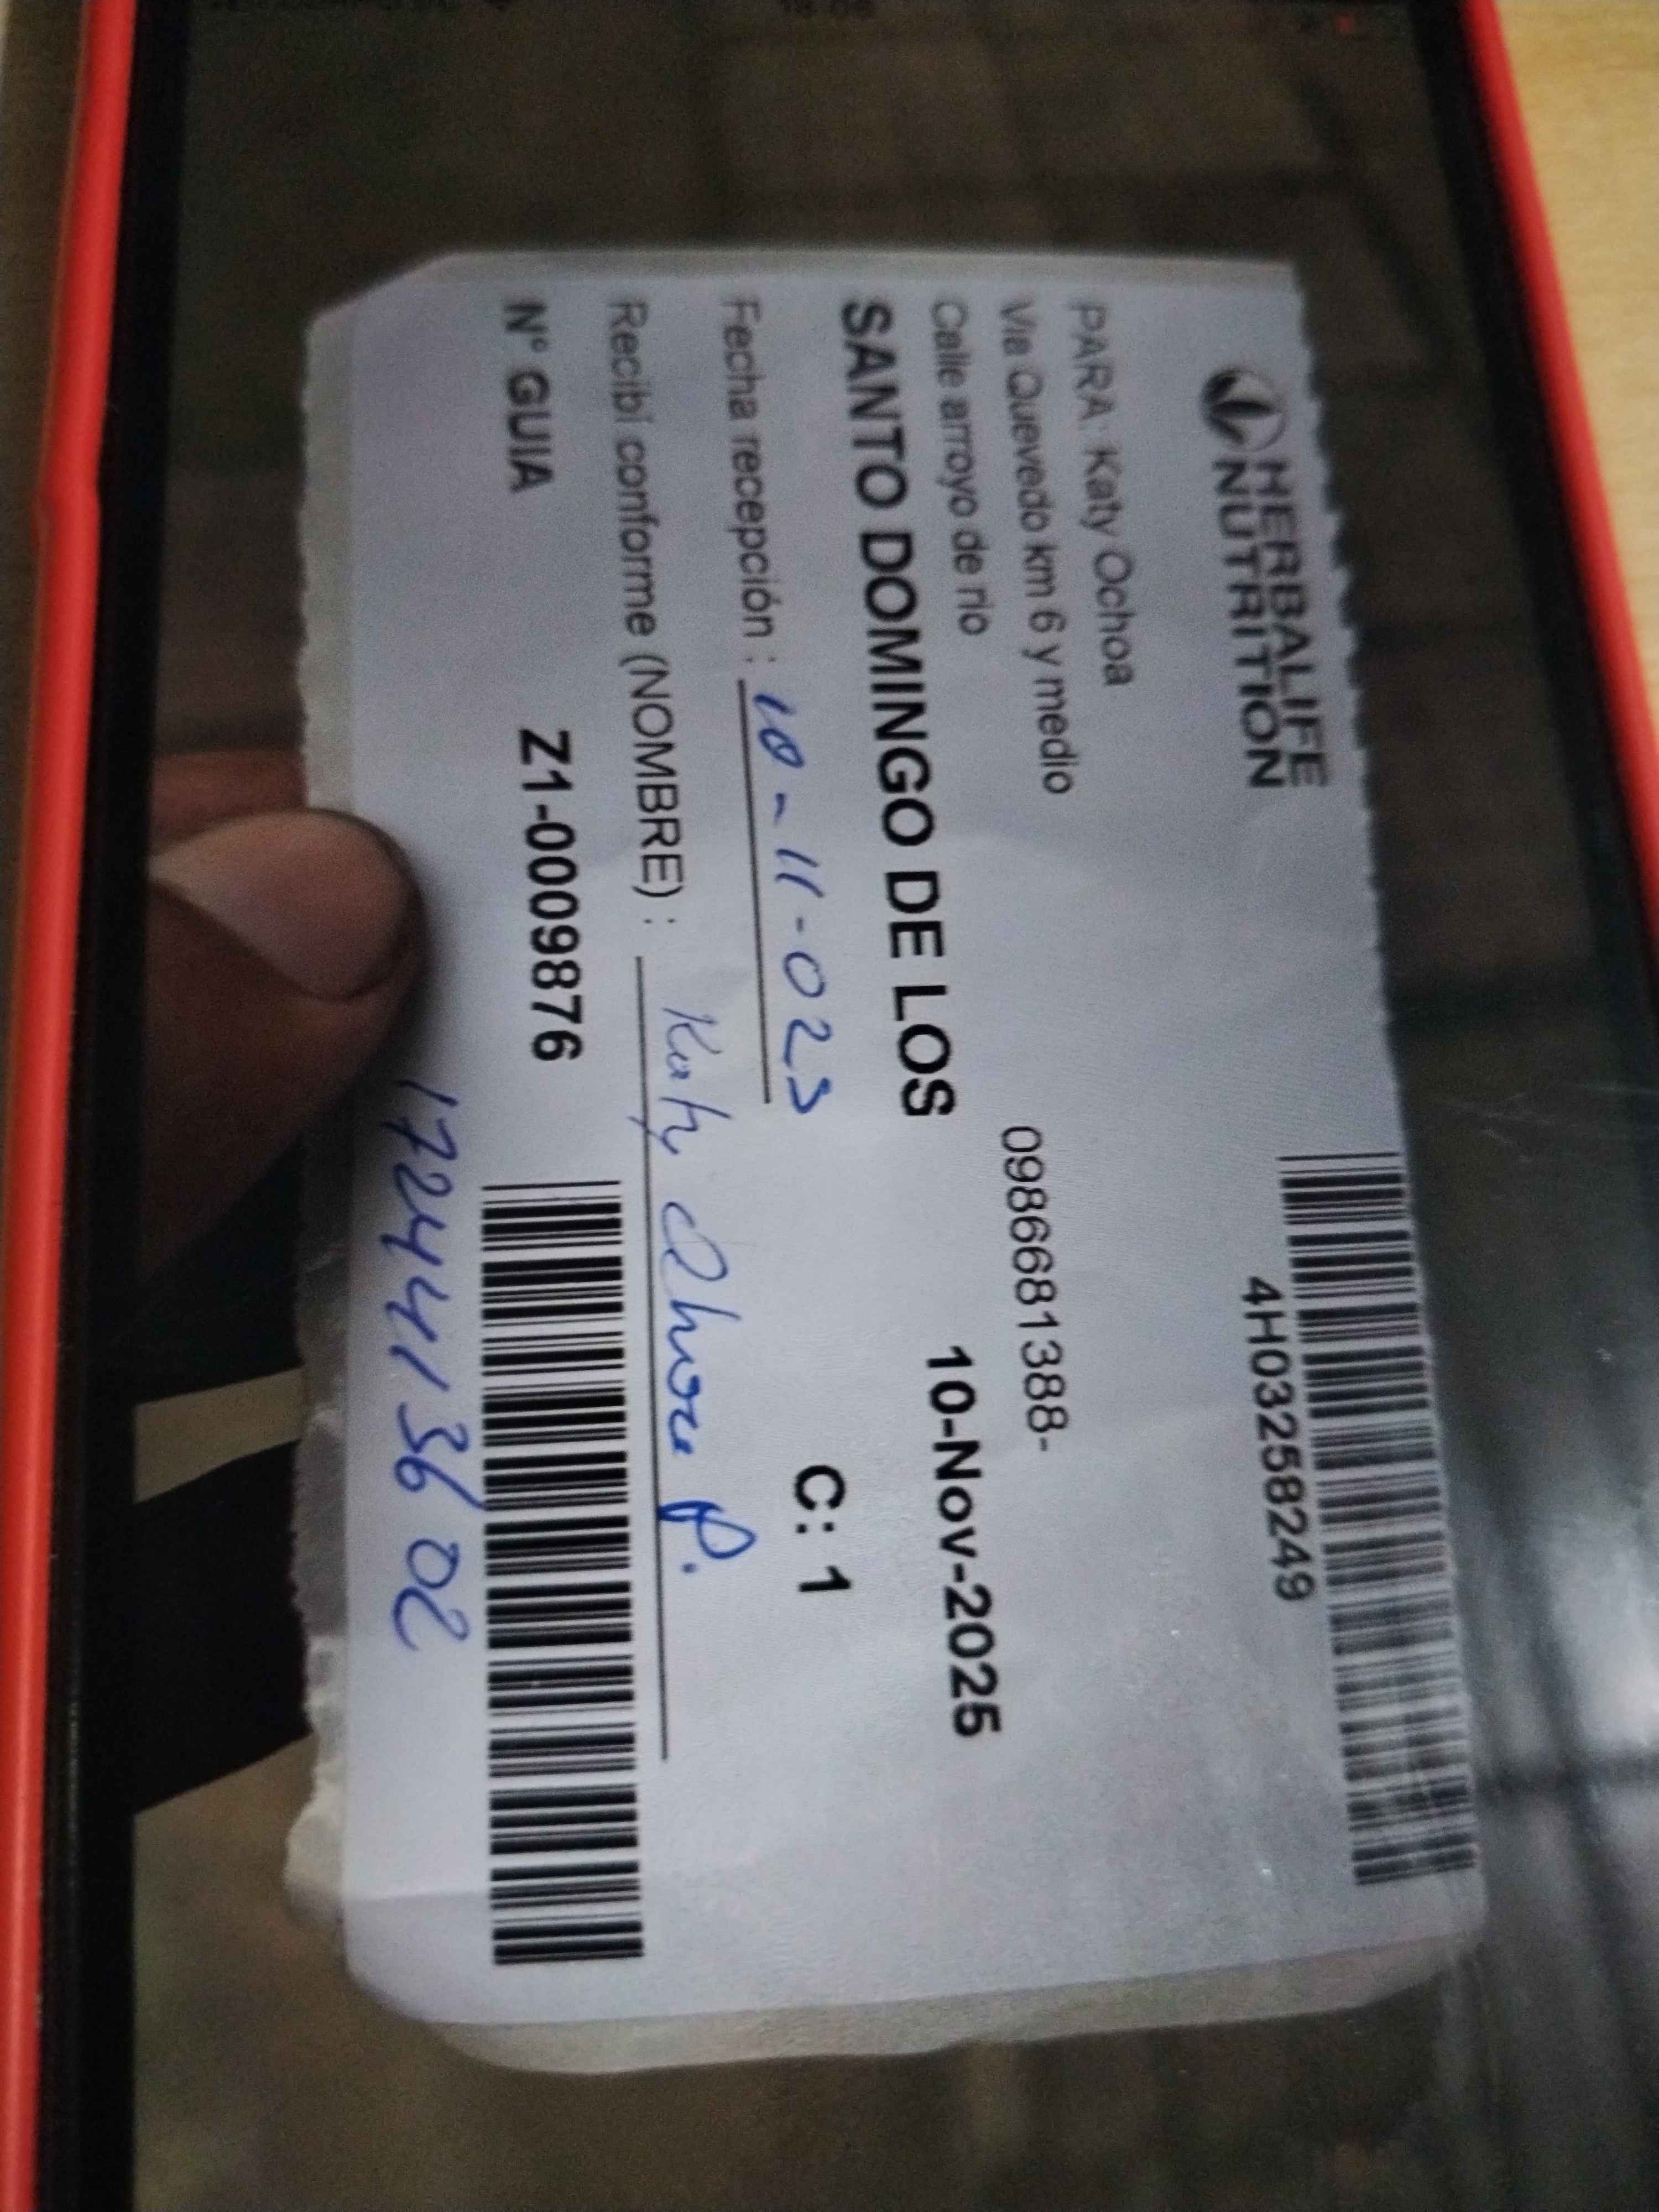 HERBALIFE
NUTRITION
4H03258249
PARA: Katy Ochoa
Via Quevedo km 6 y medio
0986681388-
Calle arroyo de rio
SANTO DOMINGO DE LOS
10-Nov-2025
Fecha recepción : 10-11-025
C: 1
Recibí conforme (NOMBRE) : Katy Ochoa P.
N° GUIA
Z1-0009876
1724413602